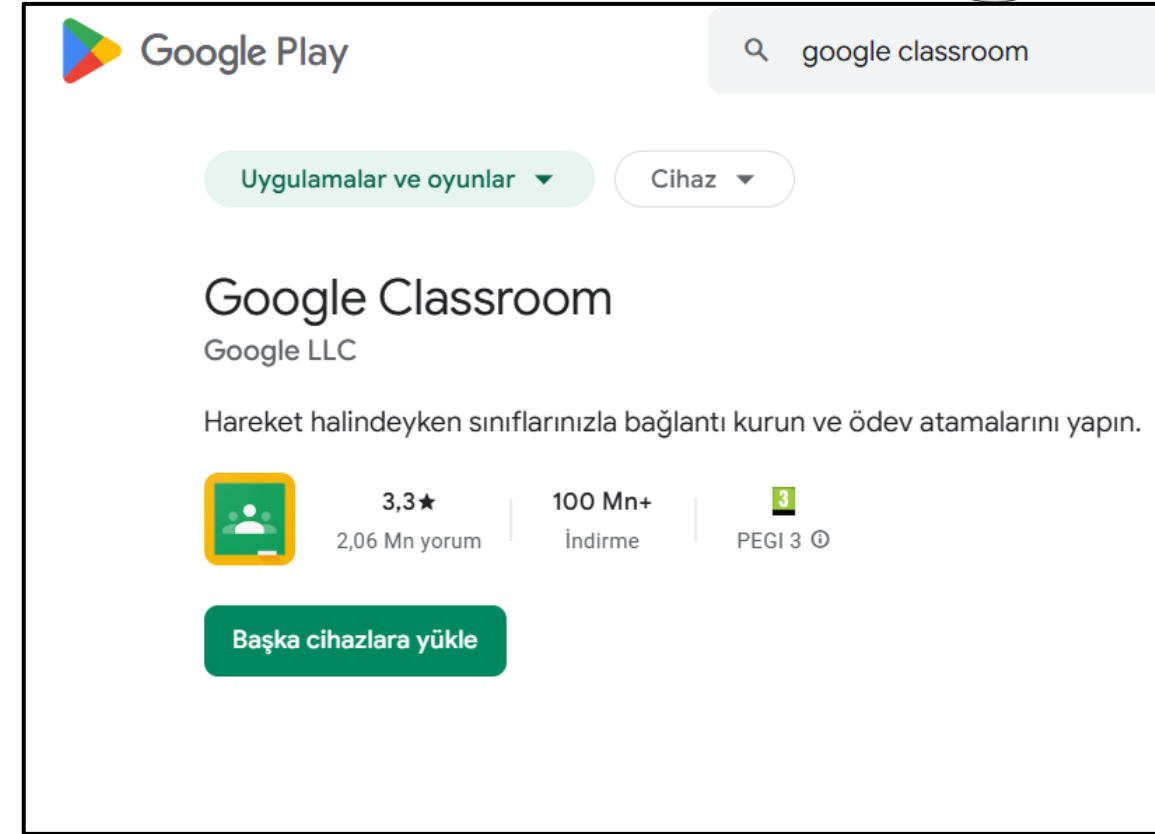 Google Play
google classroom
Uygulamalar ve oyunlar
Cihaz
Google Classroom
Google LLC
Hareket halindeyken sınıflarınızla bağlantı kurun ve ödev atamalarını yapın.
3,3★ 100 Mn+ 3
2,06 Mn yorum İndirme PEGI 3
Başka cihazlara yükle